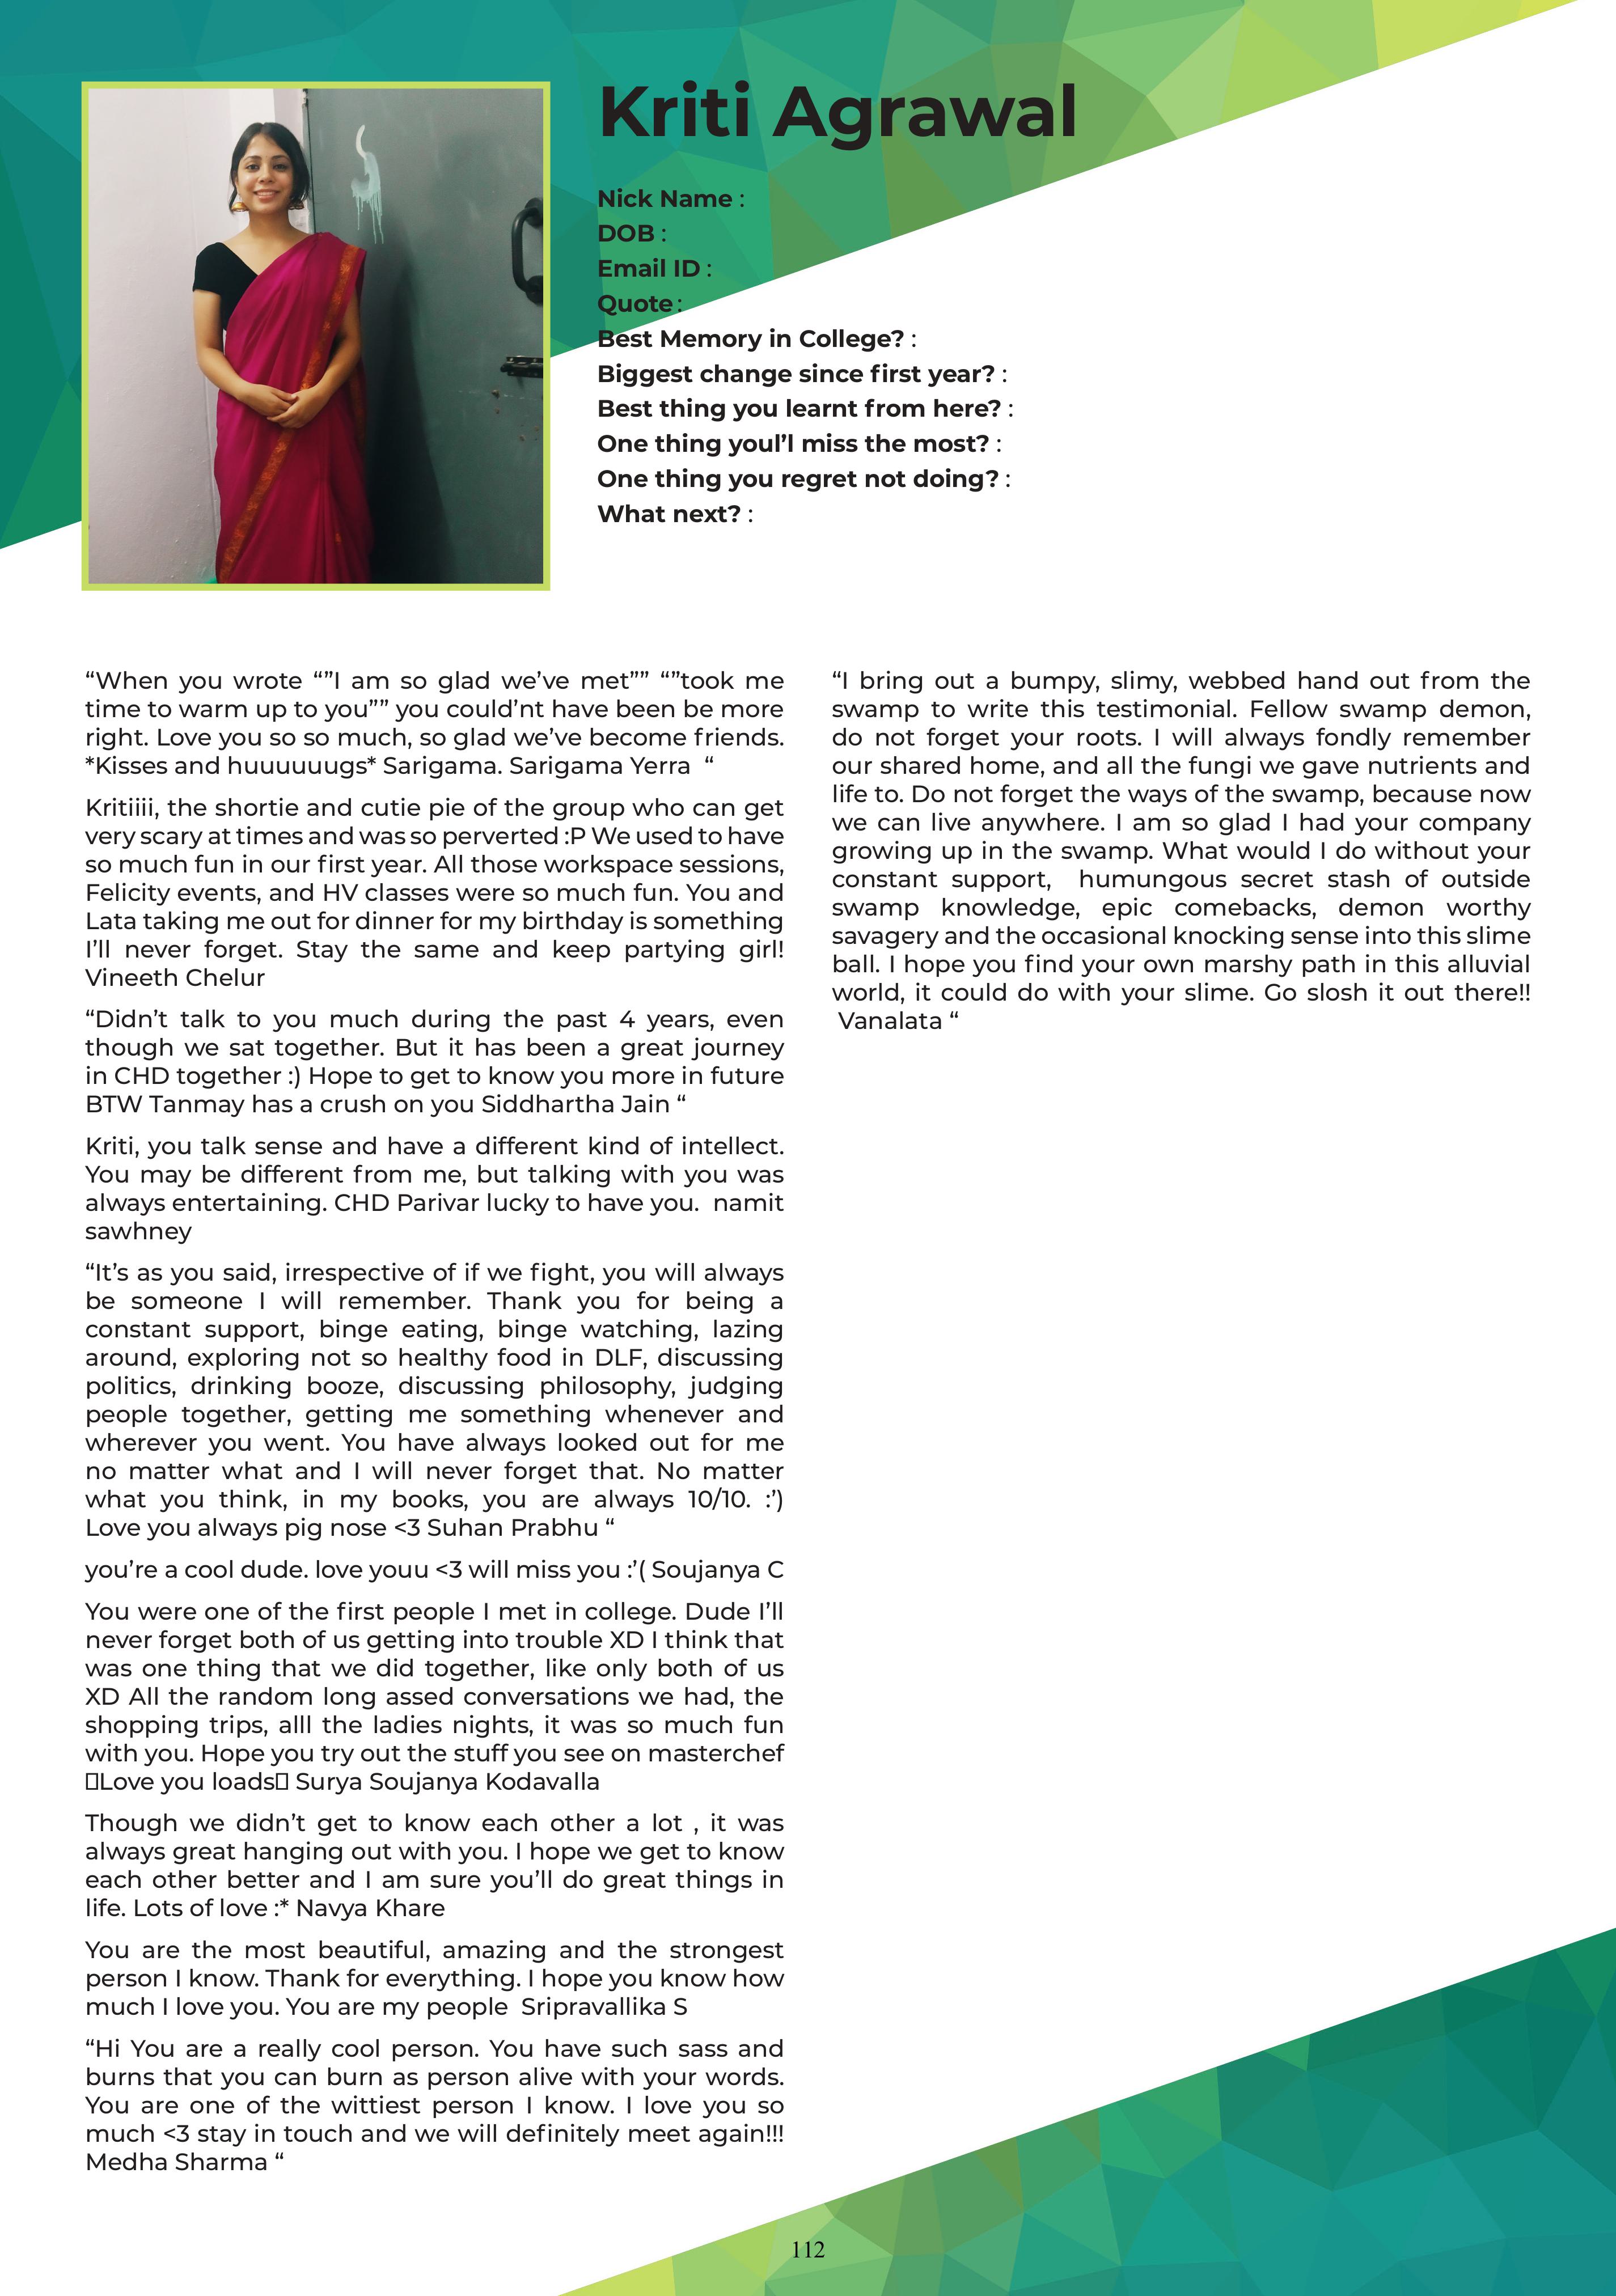 Kriti Agrawal
Nick Name :
DOB :
Email ID :
Quote :
Best Memory in College? :
Biggest change since first year? :
Best thing you learnt from here? :
One thing youl’l miss the most? :
One thing you regret not doing? :
What next? :
“When you wrote “”I am so glad we’ve met”” “”took me
time to warm up to you”” you could’nt have been be more
right. Love you so so much, so glad we’ve become friends.
*Kisses and huuuuuugs* Sarigama. Sarigama Yerra “
Kritiiii, the shortie and cutie pie of the group who can get
very scary at times and was so perverted :P We used to have
so much fun in our first year. All those workspace sessions,
Felicity events, and HV classes were so much fun. You and
Lata taking me out for dinner for my birthday is something
I’ll never forget. Stay the same and keep partying girl!
Vineeth Chelur
“Didn’t talk to you much during the past 4 years, even
though we sat together. But it has been a great journey
in CHD together :) Hope to get to know you more in future
BTW Tanmay has a crush on you Siddhartha Jain “
Kriti, you talk sense and have a different kind of intellect.
You may be different from me, but talking with you was
always entertaining. CHD Parivar lucky to have you. namit
sawhney
“It’s as you said, irrespective of if we fight, you will always
be someone I will remember. Thank you for being a
constant support, binge eating, binge watching, lazing
around, exploring not so healthy food in DLF, discussing
politics, drinking booze, discussing philosophy, judging
people together, getting me something whenever and
wherever you went. You have always looked out for me
no matter what and I will never forget that. No matter
what you think, in my books, you are always 10/10. :’)
Love you always pig nose <3 Suhan Prabhu “
you’re a cool dude. love youu <3 will miss you :’( Soujanya C
You were one of the first people I met in college. Dude I’ll
never forget both of us getting into trouble XD I think that
was one thing that we did together, like only both of us
XD All the random long assed conversations we had, the
shopping trips, alll the ladies nights, it was so much fun
with you. Hope you try out the stuff you see on masterchef
▯Love you loads▯ Surya Soujanya Kodavalla
Though we didn’t get to know each other a lot , it was
always great hanging out with you. I hope we get to know
each other better and I am sure you’ll do great things in
life. Lots of love :* Navya Khare
You are the most beautiful, amazing and the strongest
person I know. Thank for everything. I hope you know how
much I love you. You are my people Sripravallika S
“Hi You are a really cool person. You have such sass and
burns that you can burn as person alive with your words.
You are one of the wittiest person I know. I love you so
much <3 stay in touch and we will definitely meet again!!!
Medha Sharma “
“I bring out a bumpy, slimy, webbed hand out from the
swamp to write this testimonial. Fellow swamp demon,
do not forget your roots. I will always fondly remember
our shared home, and all the fungi we gave nutrients and
life to. Do not forget the ways of the swamp, because now
we can live anywhere. I am so glad I had your company
growing up in the swamp. What would I do without your
constant support, humungous secret stash of outside
swamp knowledge, epic comebacks, demon worthy
savagery and the occasional knocking sense into this slime
ball. I hope you find your own marshy path in this alluvial
world, it could do with your slime. Go slosh it out there!!
Vanalata “
112